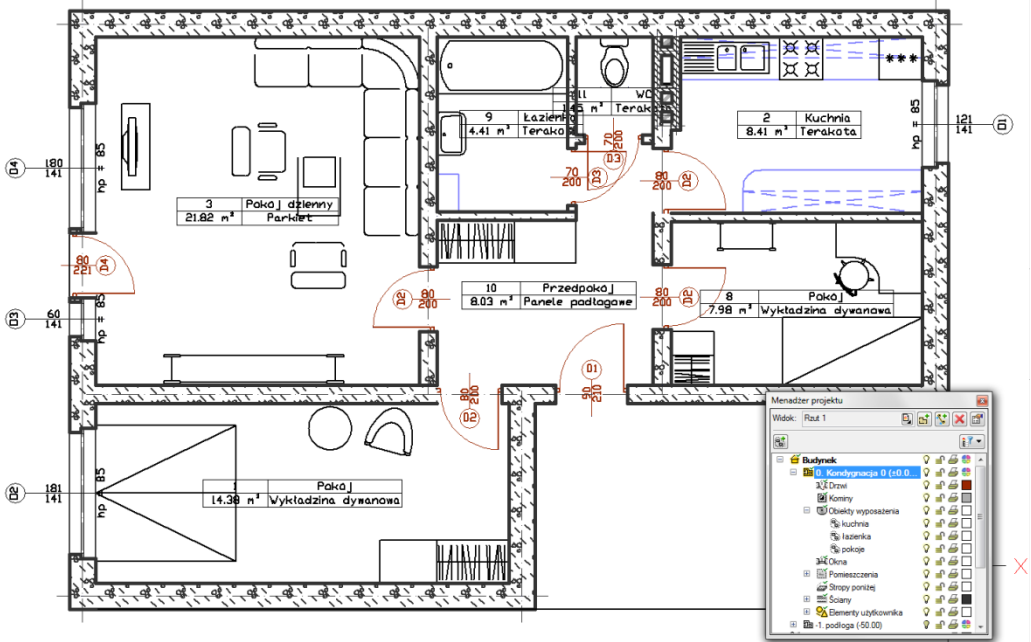 11 WC
9 Łazienka
4.41 m² Terako
2 Kuchnia
8.41 m² Terakota
121
141
D1
hp = 85
70
200
D3
70
200
D3
80
200
D2
D4
180
141
hp = 85
3 Pokój dzienny
21.82 m² Parkiet
80
221
D4
D3
60
141
hp = 85
D2
80
200
10 Przedpokój
8.03 m² Panele podłogowe
80
200
D2
8 Pokój
7.98 m² Wykładzina dywanowa
80
200
D2
D1
90
210
D2
181
141
hp = 85
1 Pokój
14.38 m² Wykładzina dywanowa
Menadżer projektu
Widok: Rzut 1
Budynek
0. Kondygnacja 0 (±0.0...
Drzwi
Kominy
Obiekty wyposażenia
kuchnia
łazienka
pokoje
Okna
Pomieszczenia
Stropy poniżej
Ściany
Elementy użytkownika
-1. podłoga (-50.00)
X